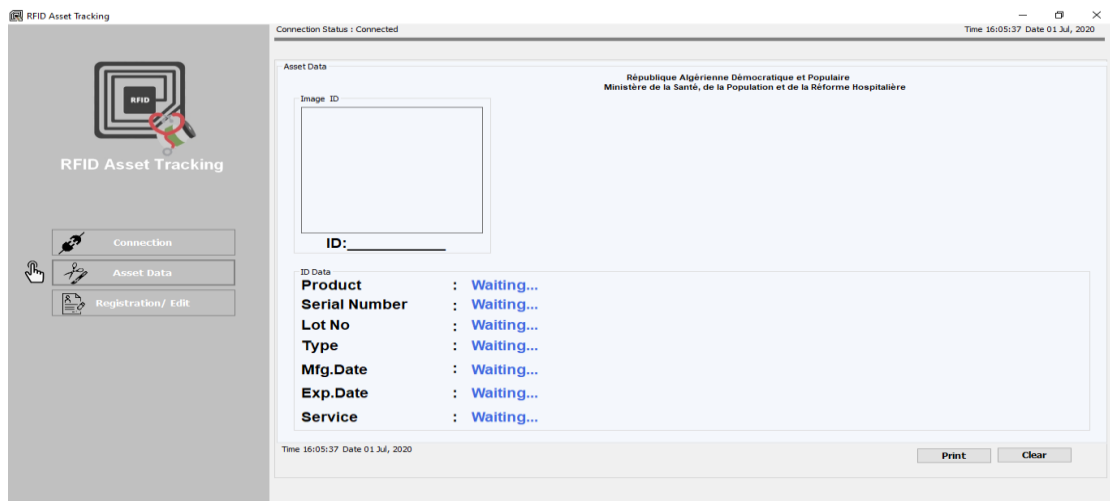 RFID Asset Tracking
Connection Status : Connected
Time 16:05:37 Date 01 Jul, 2020
RFID
RFID Asset Tracking
Connection
Asset Data
Registration/ Edit
Asset Data
République Algérienne Dèmocratique et Populaire
Ministère de la Santé, de la Population et de la Rèforme Hospitalière
Image ID
ID:____________
ID Data
Product : Waiting...
Serial Number : Waiting...
Lot No : Waiting...
Type : Waiting...
Mfg.Date : Waiting...
Exp.Date : Waiting...
Service : Waiting...
Time 16:05:37 Date 01 Jul, 2020
Print
Clear